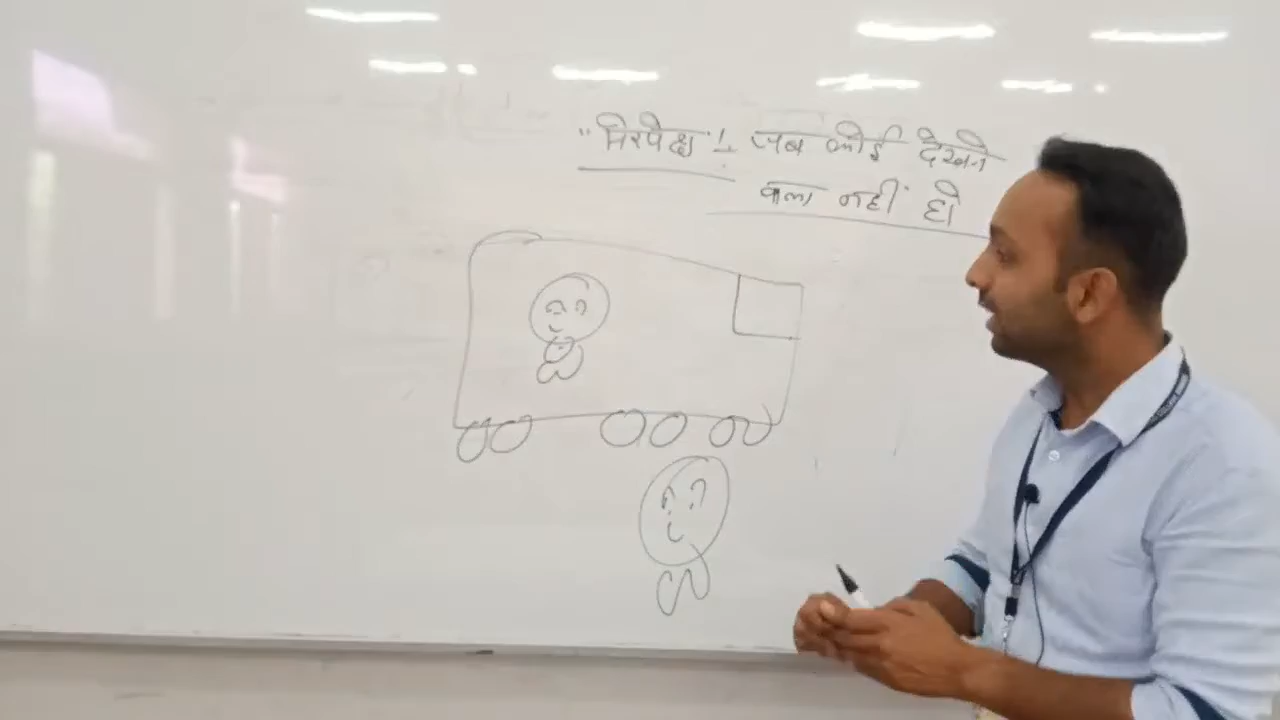 "निरपेक्ष":- जब कोई देखने
वाला नहीं हो